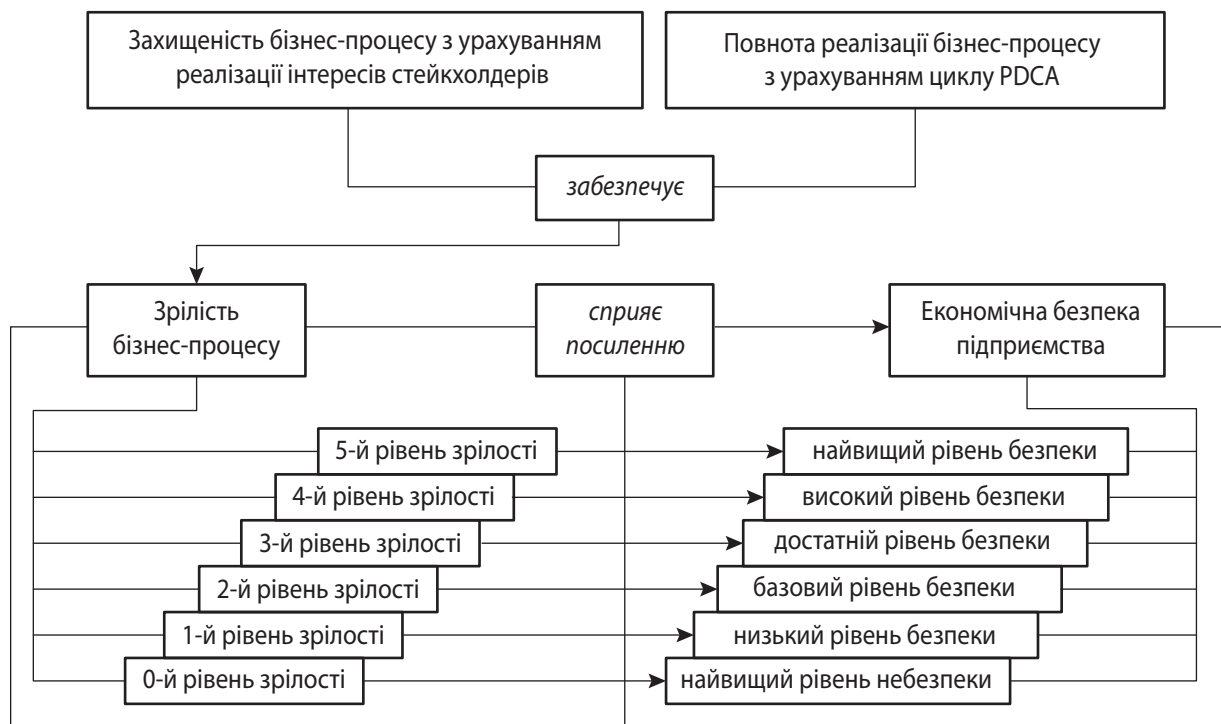 Захищеність бізнес-процесу з урахуванням
реалізації інтересів стейкхолдерів
Повнота реалізації бізнес-процесу
з урахуванням циклу PDCA
забезпечує
Зрілість
бізнес-процесу
сприяє
посиленню
Економічна безпека
підприємства
5-й рівень зрілості
найвищий рівень безпеки
4-й рівень зрілості
високий рівень безпеки
3-й рівень зрілості
достатній рівень безпеки
2-й рівень зрілості
базовий рівень безпеки
1-й рівень зрілості
низький рівень безпеки
0-й рівень зрілості
найвищий рівень небезпеки